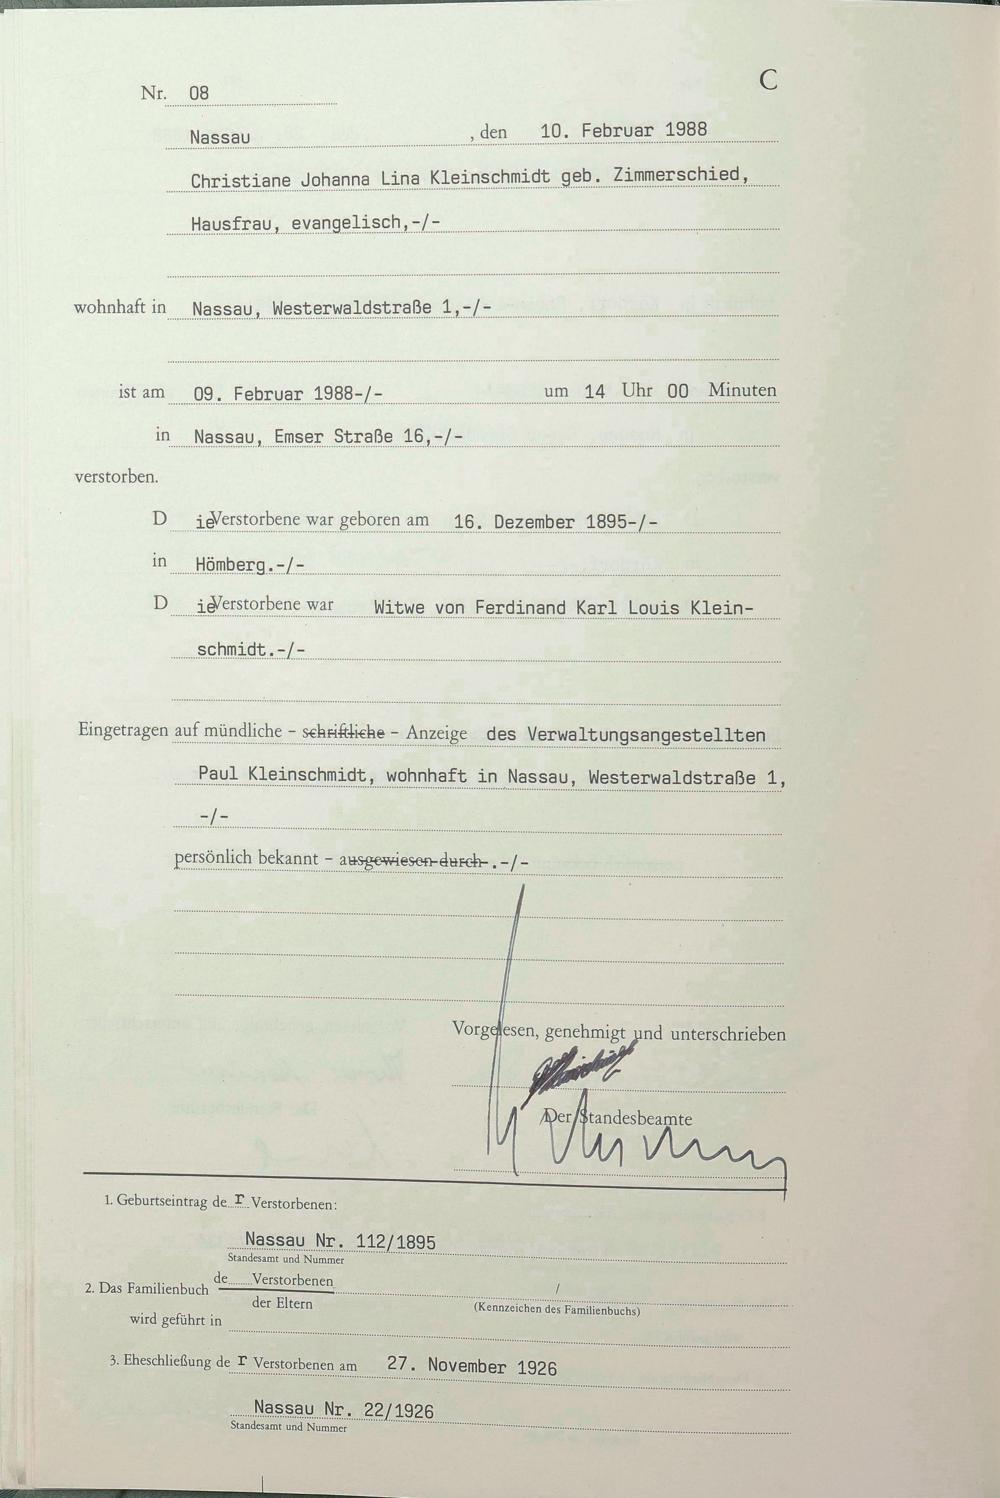 C
Nr. 08
Nassau, den 10. Februar 1988
Christiane Johanna Lina Kleinschmidt geb. Zimmerschied,
Hausfrau, evangelisch,-/-
wohnhaft in Nassau, Westerwaldstraße 1,-/-
ist am 09. Februar 1988-/- um 14 Uhr 00 Minuten
in Nassau, Emser Straße 16,-/-
verstorben.
D ie Verstorbene war geboren am 16. Dezember 1895-/-
in Hömberg.-/-
D ie Verstorbene war Witwe von Ferdinand Karl Louis Klein-
schmidt.-/-
Eingetragen auf mündliche – schriftliche – Anzeige des Verwaltungsangestellten
Paul Kleinschmidt, wohnhaft in Nassau, Westerwaldstraße 1,
-/-
persönlich bekannt – ausgewiesen durch .-/-
Vorgelesen, genehmigt und unterschrieben
Der Standesbeamte
1. Geburtseintrag de r Verstorbenen:
Nassau Nr. 112/1895
Standesamt und Nummer
2. Das Familienbuch de Verstorbenen /
der Eltern (Kennzeichen des Familienbuchs)
wird geführt in
3. Eheschließung de r Verstorbenen am 27. November 1926
Nassau Nr. 22/1926
Standesamt und Nummer